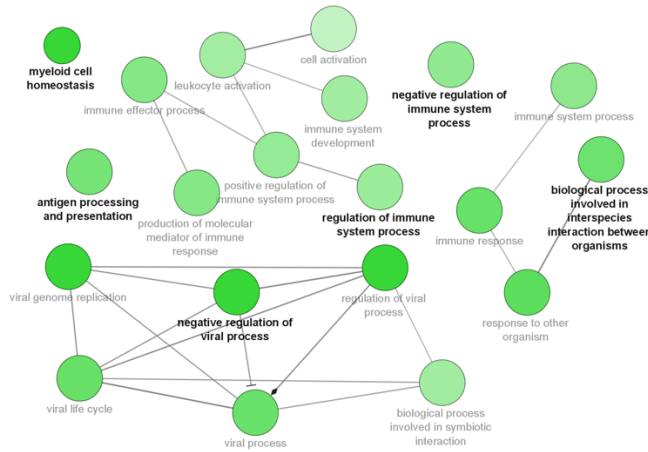 cell activation
myeloid cell
homeostasis
leukocyte activation
immune effector process
negative regulation of
immune system
process
immune system process
immune system
development
positive regulation of
immune system process
antigen processing
and presentation
production of molecular
mediator of immune
response
regulation of immune
system process
biological process
involved in
interspecies
interaction between
organisms
immune response
viral genome replication
regulation of viral
process
negative regulation of
viral process
response to other
organism
viral life cycle
viral process
biological process
involved in symbiotic
interaction